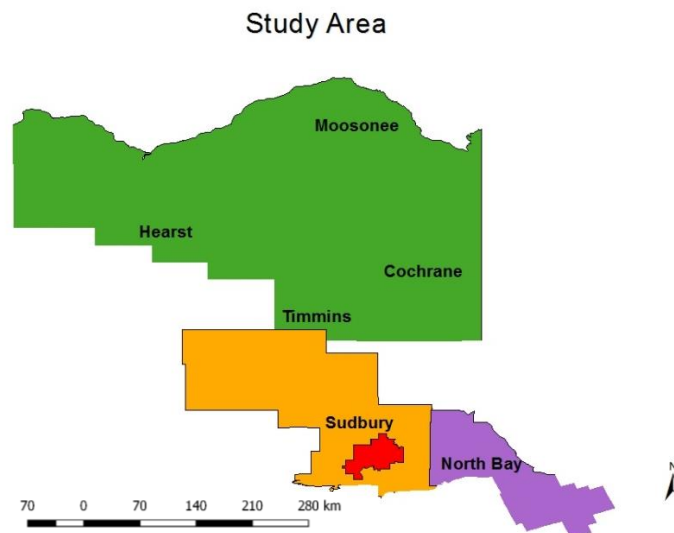 Study Area
Moosonee
Hearst
Cochrane
Timmins
Sudbury
North Bay
N
70 0 70 140 210 280 km